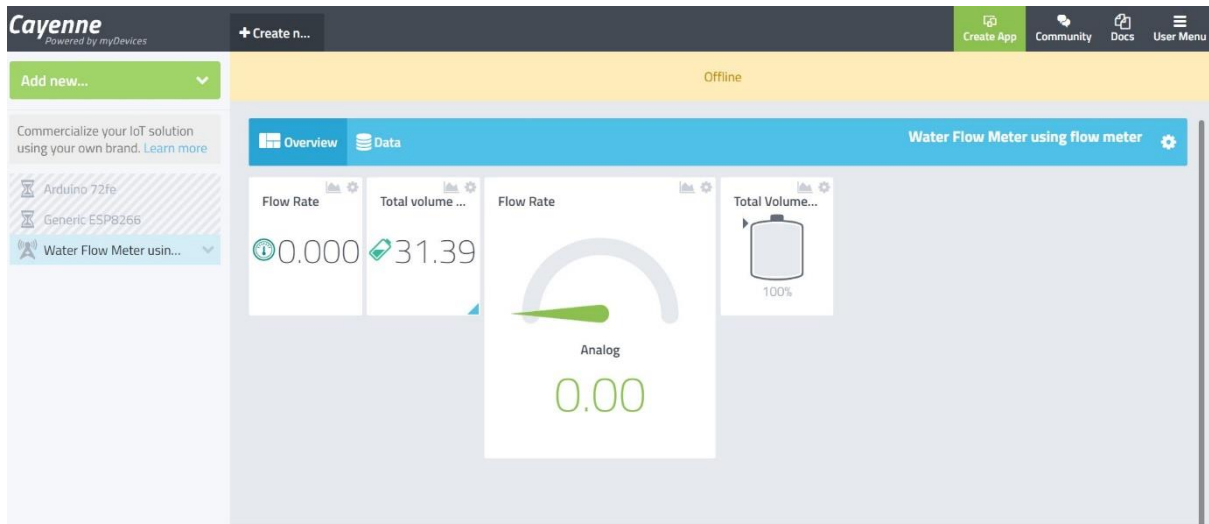 Cayenne
Powered by myDevices
+ Create n...
Create App
Community
Docs
User Menu
Add new...
Offline
Commercialize your IoT solution
using your own brand. Learn more
Overview
Data
Water Flow Meter using flow meter
Arduino 72fe
Generic ESP8266
Water Flow Meter usin...
Flow Rate
0.000
Total volume ...
31.39
Flow Rate
Analog
0.00
Total Volume...
100%